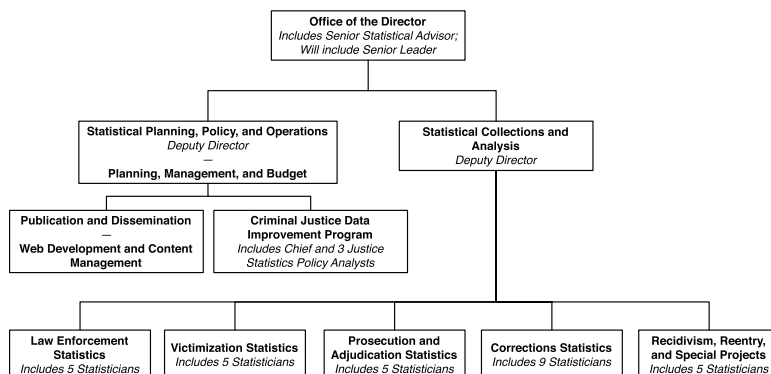 Office of the Director
Includes Senior Statistical Advisor;
Will include Senior Leader
Statistical Planning, Policy, and Operations
Deputy Director
—
Planning, Management, and Budget
Statistical Collections and
Analysis
Deputy Director
Publication and Dissemination
—
Web Development and Content
Management
Criminal Justice Data
Improvement Program
Includes Chief and 3 Justice
Statistics Policy Analysts
Law Enforcement
Statistics
Includes 5 Statisticians
Victimization Statistics
Includes 5 Statisticians
Prosecution and
Adjudication Statistics
Includes 5 Statisticians
Corrections Statistics
Includes 9 Statisticians
Recidivism, Reentry,
and Special Projects
Includes 5 Statisticians